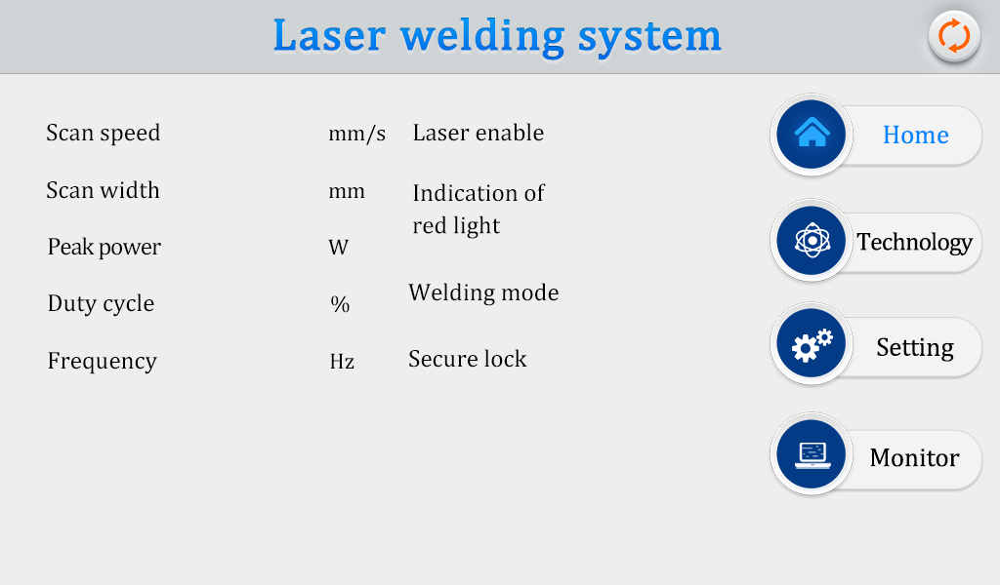 Laser welding system
Scan speed mm/s
Scan width mm
Peak power W
Duty cycle %
Frequency Hz
Laser enable
Indication of
red light
Welding mode
Secure lock
Home
Technology
Setting
Monitor